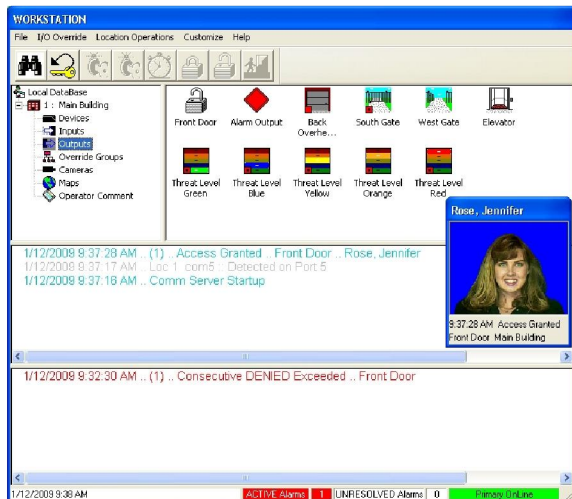 WORKSTATION
File I/O Override Location Operations Customize Help
Local DataBase
1 : Main Building
Devices
Inputs
Outputs
Override Groups
Cameras
Maps
Operator Comment
Front Door Alarm Output Back Overhe... South Gate West Gate Elevator
Threat Level Green Threat Level Blue Threat Level Yellow Threat Level Orange Threat Level Red
Rose, Jennifer
9:37:28 AM Access Granted
Front Door Main Building
1/12/2009 9:37:28 AM .. (1) .. Access Granted .. Front Door .. Rose, Jennifer
1/12/2009 9:37:17 AM .. Loc 1 com5 .. Detected on Port 5
1/12/2009 9:37:16 AM .. Comm Server Startup
1/12/2009 9:32:30 AM .. (1) .. Consecutive DENIED Exceeded .. Front Door
1/12/2009 9:38 AM ACTIVE Alarms 1 UNRESOLVED Alarms 0 Primary OnLine